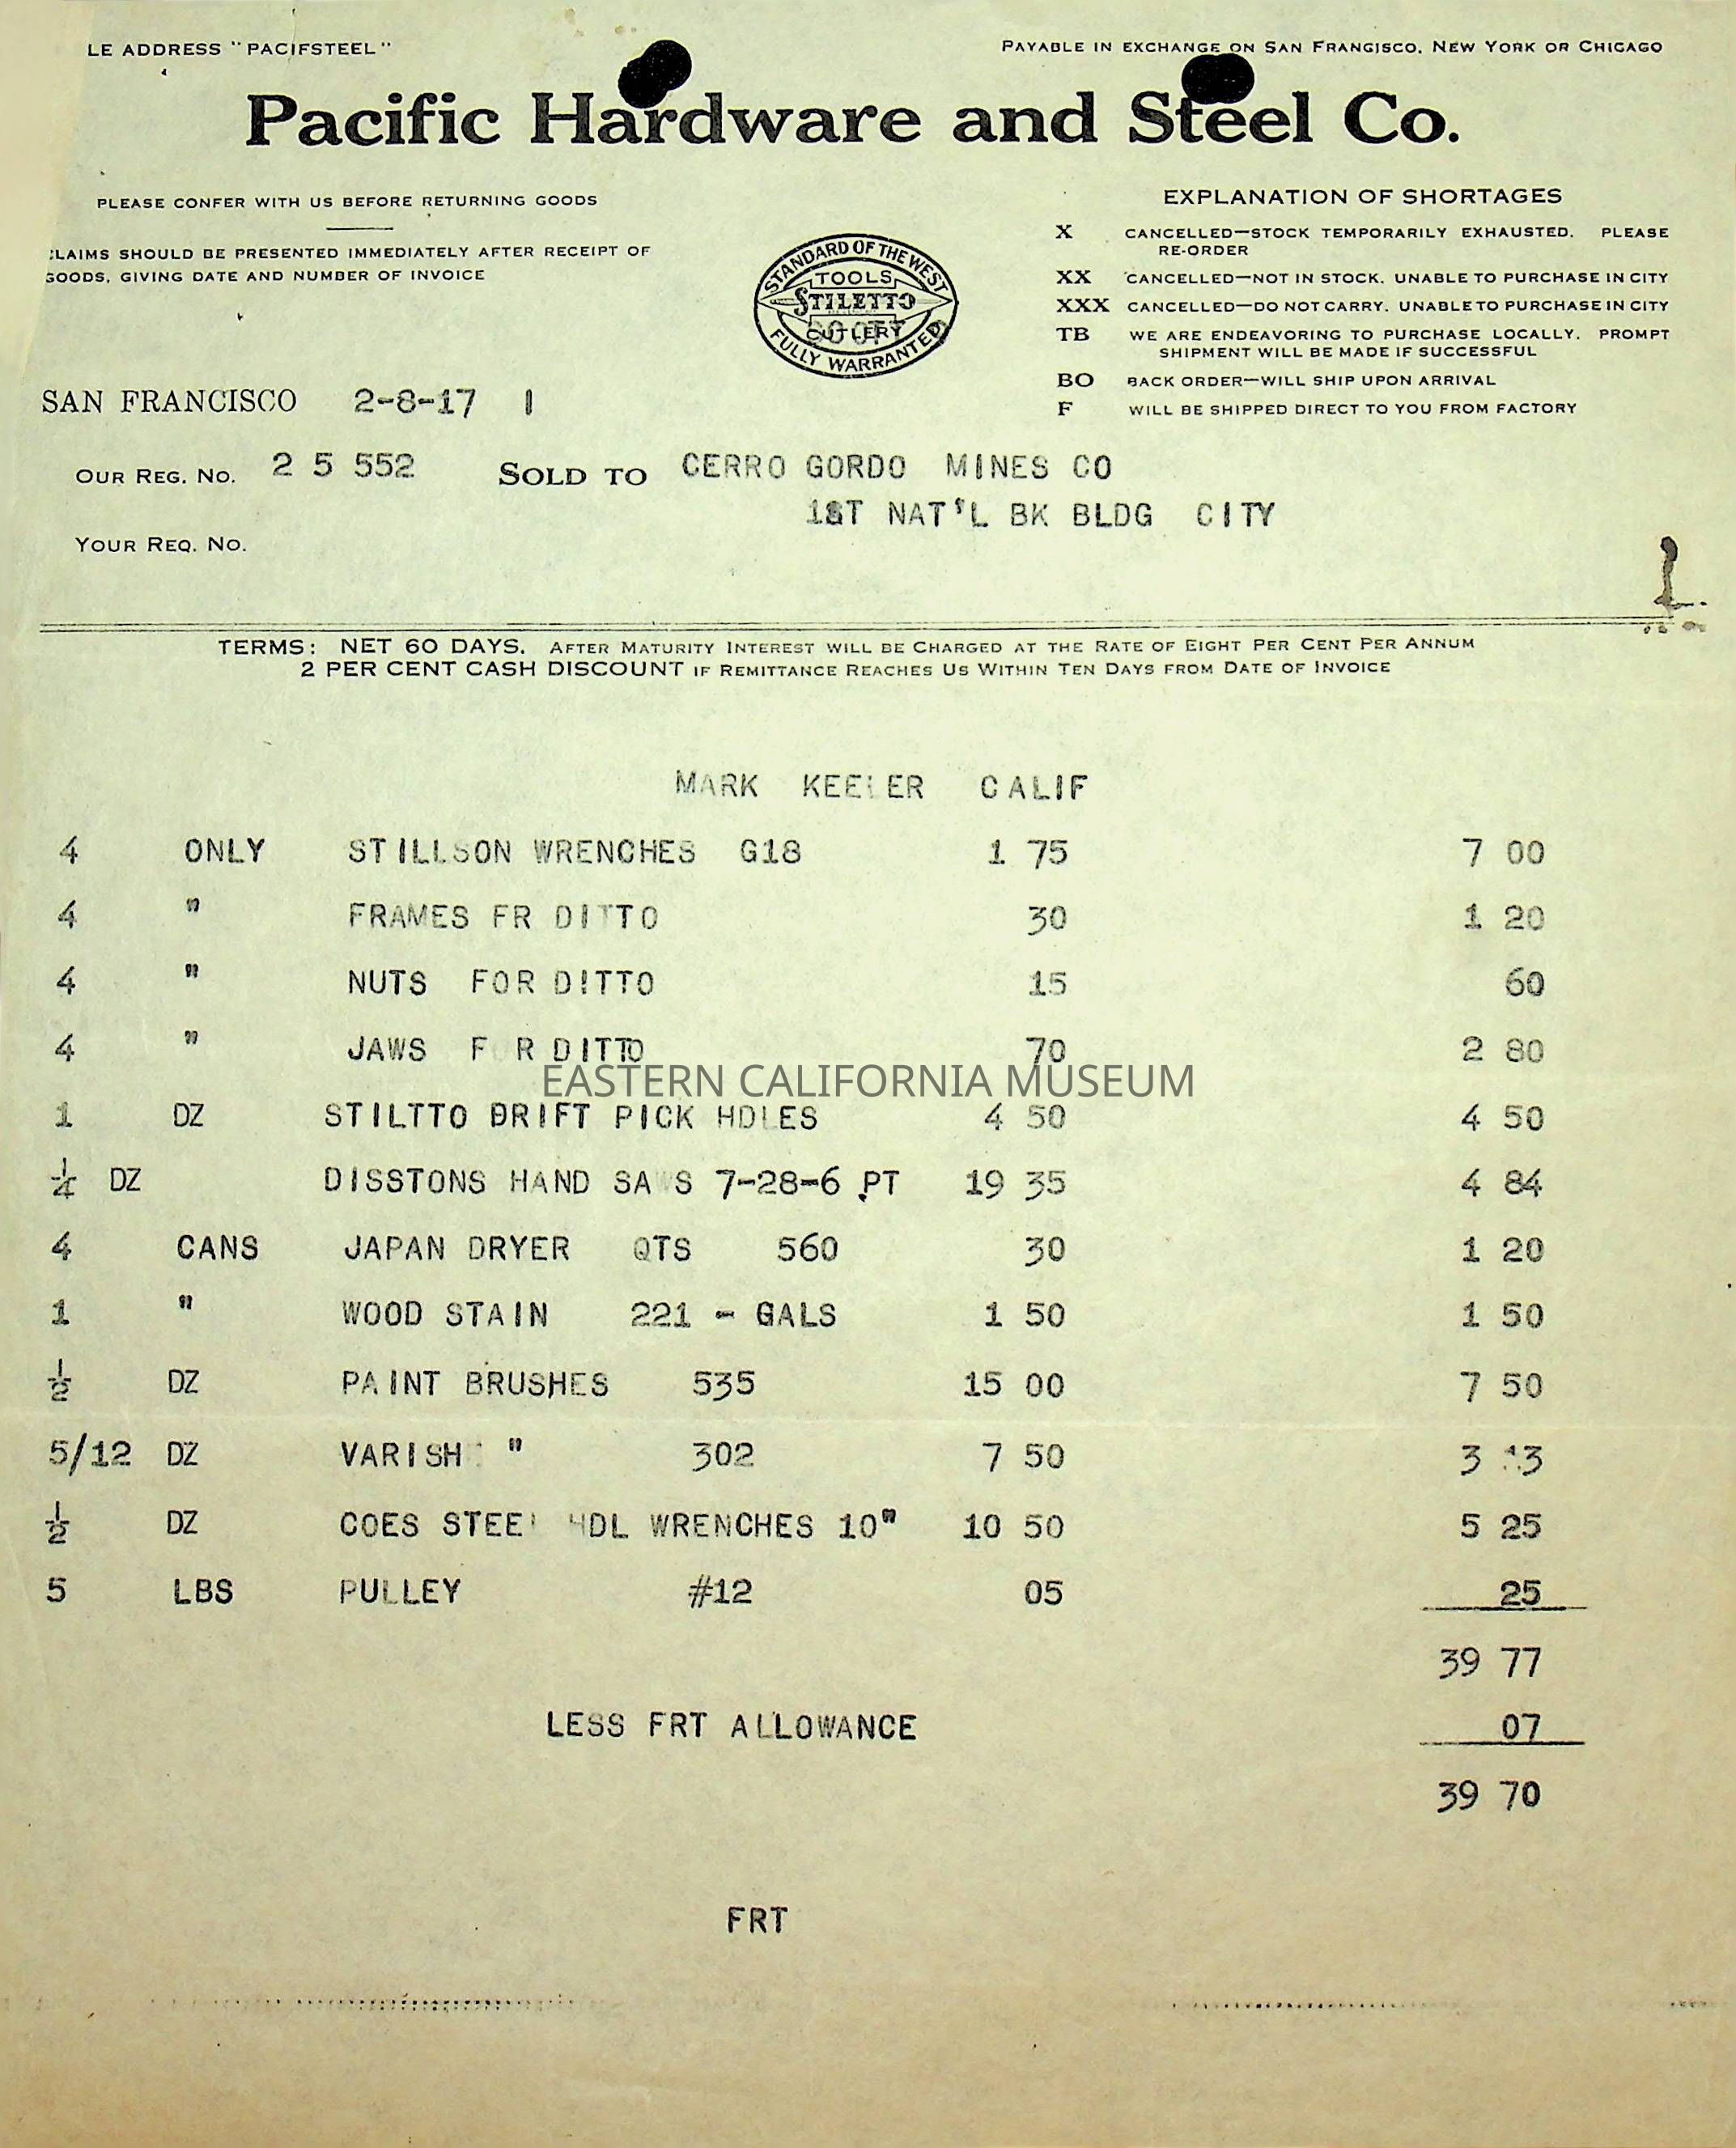 LE ADDRESS "PACIFSTEEL"
PAYABLE IN EXCHANGE ON SAN FRANCISCO, NEW YORK OR CHICAGO
Pacific Hardware and Steel Co.
PLEASE CONFER WITH US BEFORE RETURNING GOODS
CLAIMS SHOULD BE PRESENTED IMMEDIATELY AFTER RECEIPT OF
GOODS, GIVING DATE AND NUMBER OF INVOICE
STANDARD OF THE WEST
TOOLS
STILETTO
CUTLERY
FULLY WARRANTED
EXPLANATION OF SHORTAGES
X CANCELLED—STOCK TEMPORARILY EXHAUSTED. PLEASE
RE-ORDER
XX CANCELLED—NOT IN STOCK. UNABLE TO PURCHASE IN CITY
XXX CANCELLED—DO NOT CARRY. UNABLE TO PURCHASE IN CITY
TB WE ARE ENDEAVORING TO PURCHASE LOCALLY. PROMPT
SHIPMENT WILL BE MADE IF SUCCESSFUL
BO BACK ORDER—WILL SHIP UPON ARRIVAL
F WILL BE SHIPPED DIRECT TO YOU FROM FACTORY
SAN FRANCISCO 2-8-17 1
OUR REG. NO. 2 5 552 SOLD TO CERRO GORDO MINES CO
1ST NAT'L BK BLDG CITY
YOUR REQ. NO.
TERMS: NET 60 DAYS. AFTER MATURITY INTEREST WILL BE CHARGED AT THE RATE OF EIGHT PER CENT PER ANNUM
2 PER CENT CASH DISCOUNT IF REMITTANCE REACHES US WITHIN TEN DAYS FROM DATE OF INVOICE
MARK KEELER CALIF
4 ONLY STILLSON WRENCHES G18 1 75 7 00
4 " FRAMES FR DITTO 30 1 20
4 " NUTS FOR DITTO 15 60
4 " JAWS F R DITTO 70 2 80
EASTERN CALIFORNIA MUSEUM
1 DZ STILTTO DRIFT PICK HDLES 4 50 4 50
1/4 DZ DISSTONS HAND SAWS 7-28-6 PT 19 35 4 84
4 CANS JAPAN DRYER QTS 560 30 1 20
1 " WOOD STAIN 221 - GALS 1 50 1 50
1/2 DZ PAINT BRUSHES 535 15 00 7 50
5/12 DZ VARISH " 302 7 50 3 13
1/2 DZ COES STEEL HDL WRENCHES 10" 10 50 5 25
5 LBS PULLEY #12 05 25
39 77
LESS FRT ALLOWANCE 07
39 70
FRT